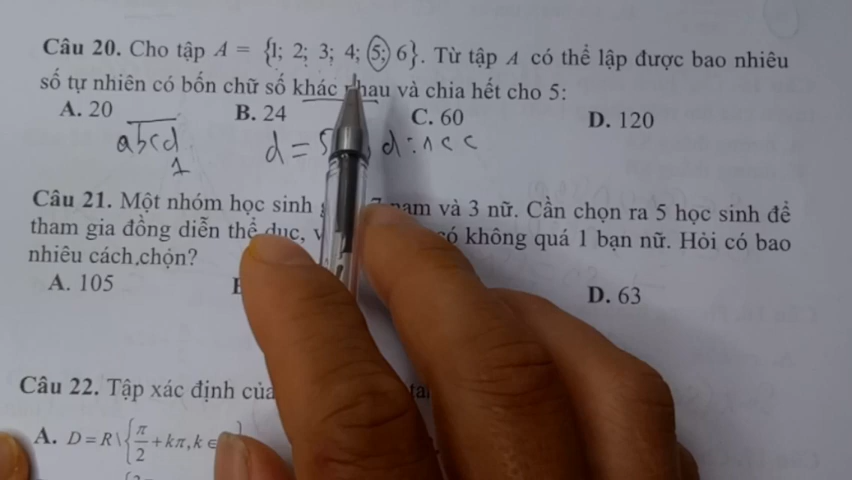 Câu 20. Cho tập A = {1; 2; 3; 4; 5; 6}. Từ tập A có thể lập được bao nhiêu
số tự nhiên có bốn chữ số khác nhau và chia hết cho 5:
A. 20 B. 24 C. 60 D. 120
abcd d = 5 d: 1cc
1
Câu 21. Một nhóm học sinh 7 nam và 3 nữ. Cần chọn ra 5 học sinh để
tham gia đồng diễn thể dục, có không quá 1 bạn nữ. Hỏi có bao
nhiêu cách chọn?
A. 105 D. 63
Câu 22. Tập xác định của
A. D = R \ { π/2 + kπ, k ∈